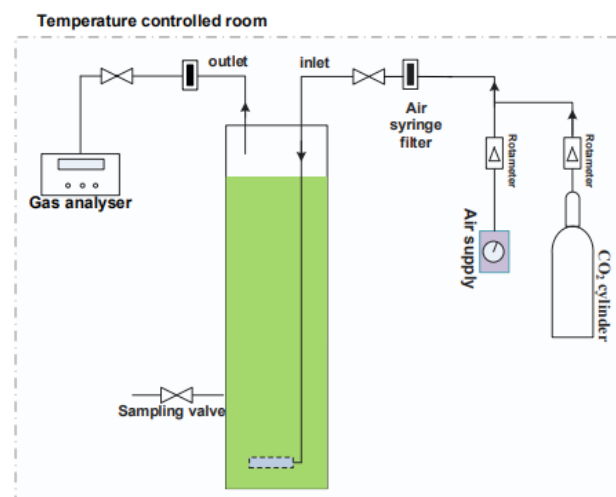 Temperature controlled room
outlet
inlet
Air
syringe
filter
Rotameter
Rotameter
Gas analyser
Air supply
CO₂ cylinder
Sampling valve